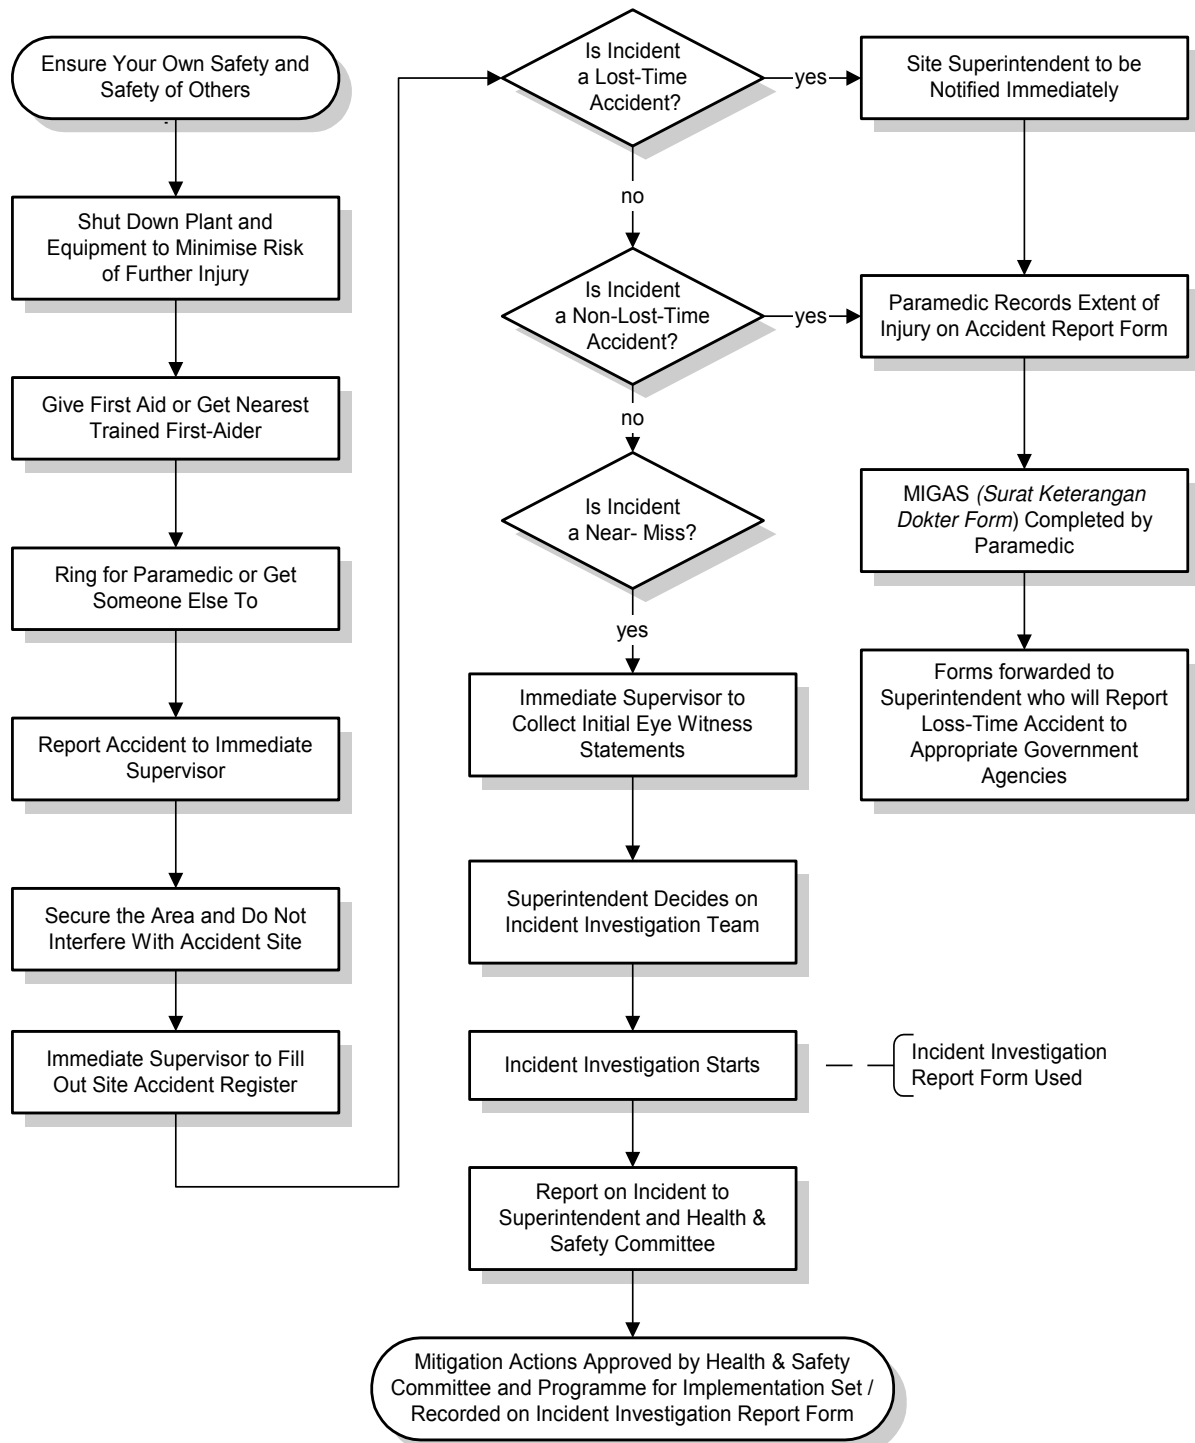 Ensure Your Own Safety and
Safety of Others
Shut Down Plant and
Equipment to Minimise Risk
of Further Injury
Give First Aid or Get Nearest
Trained First-Aider
Ring for Paramedic or Get
Someone Else To
Report Accident to Immediate
Supervisor
Secure the Area and Do Not
Interfere With Accident Site
Immediate Supervisor to Fill
Out Site Accident Register
Is Incident
a Lost-Time
Accident?
yes
no
Is Incident
a Non-Lost-Time
Accident?
yes
no
Is Incident
a Near- Miss?
yes
Immediate Supervisor to
Collect Initial Eye Witness
Statements
Superintendent Decides on
Incident Investigation Team
Incident Investigation Starts
Incident Investigation
Report Form Used
Report on Incident to
Superintendent and Health &
Safety Committee
Mitigation Actions Approved by Health & Safety
Committee and Programme for Implementation Set /
Recorded on Incident Investigation Report Form
Site Superintendent to be
Notified Immediately
Paramedic Records Extent of
Injury on Accident Report Form
MIGAS (Surat Keterangan
Dokter Form) Completed by
Paramedic
Forms forwarded to
Superintendent who will Report
Loss-Time Accident to
Appropriate Government
Agencies